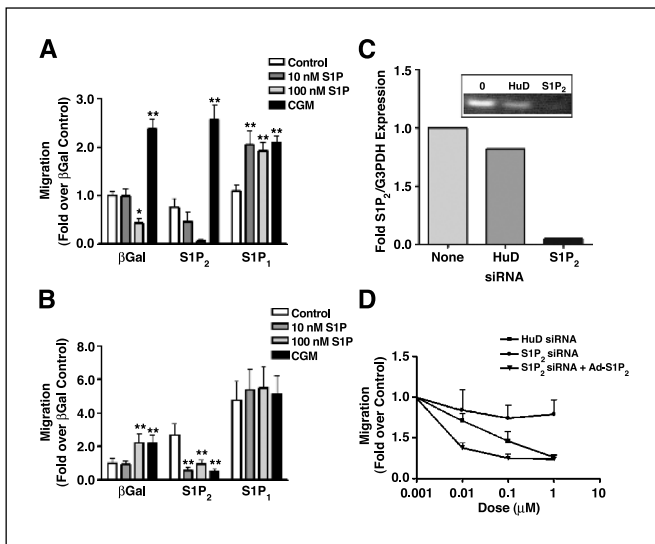 A
Control
10 nM S1P
100 nM S1P
CGM
Migration
(Fold over βGal Control)
3.0
2.0
1.0
0.0
**
*
**
**
**
**
βGal
S1P2
S1P1
B
Control
10 nM S1P
100 nM S1P
CGM
Migration
(Fold over βGal Control)
8.0
6.0
4.0
2.0
0.0
** **
**
**
**
βGal
S1P2
S1P1
C
0 HuD S1P2
Fold S1P2/G3PDH Expression
1.5
1.0
1.5
0.0
None
HuD
S1P2
siRNA
D
HuD siRNA
S1P2 siRNA
S1P2 siRNA + Ad-S1P2
Migration
(Fold over Control)
1.5
1.0
1.5
0.0
0.001
0.01
0.1
1
10
Dose (μM)